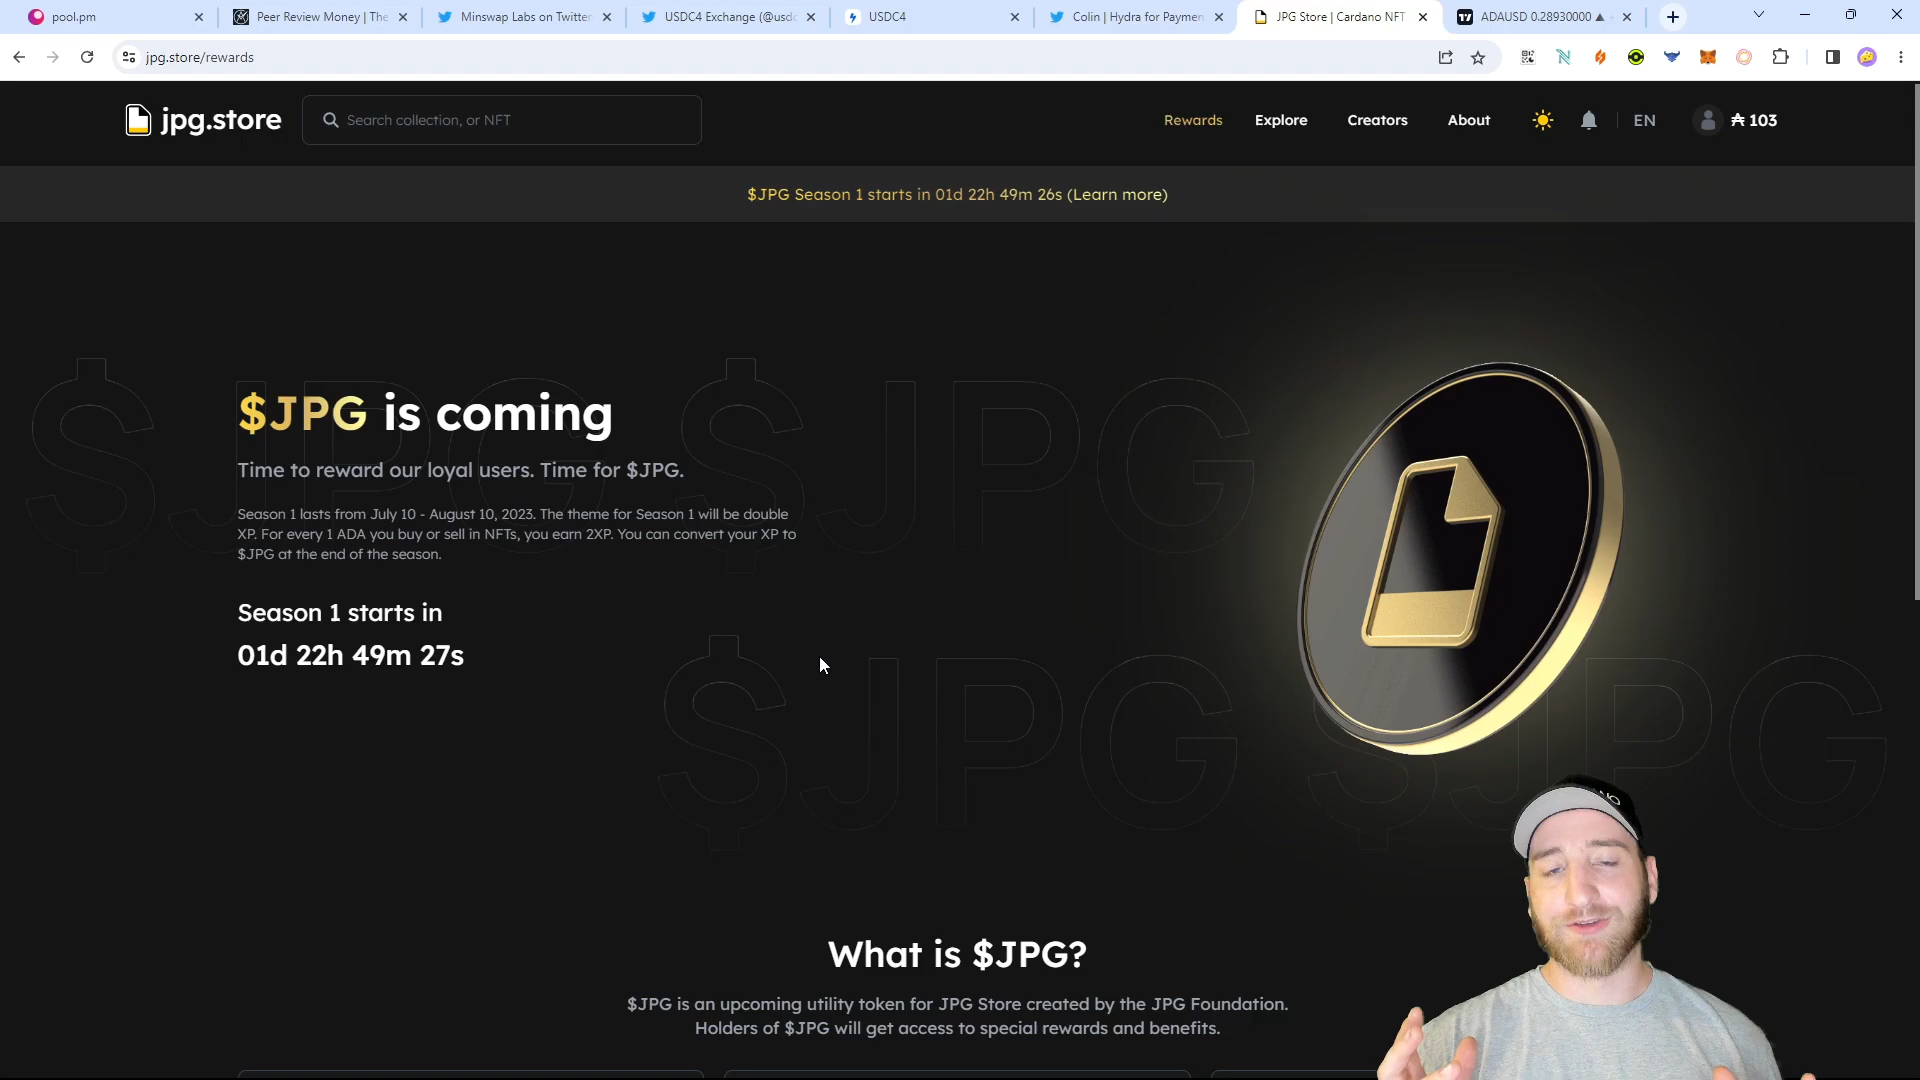 pool.pm
Peer Review Money | The
Minswap Labs on Twitter
USDC4 Exchange (@usdc
USDC4
Colin | Hydra for Paymen
JPG Store | Cardano NFT
ADAUSD 0.28930000 ▲
jpg.store/rewards
jpg.store
Search collection, or NFT
Rewards
Explore
Creators
About
EN
₳ 103
$JPG Season 1 starts in 01d 22h 49m 26s (Learn more)
$JPG $JPG
$JPG is coming
Time to reward our loyal users. Time for $JPG.
Season 1 lasts from July 10 - August 10, 2023. The theme for Season 1 will be double
XP. For every 1 ADA you buy or sell in NFTs, you earn 2XP. You can convert your XP to
$JPG at the end of the season.
Season 1 starts in
01d 22h 49m 27s
$JPG $JPG
What is $JPG?
$JPG is an upcoming utility token for JPG Store created by the JPG Foundation.
Holders of $JPG will get access to special rewards and benefits.